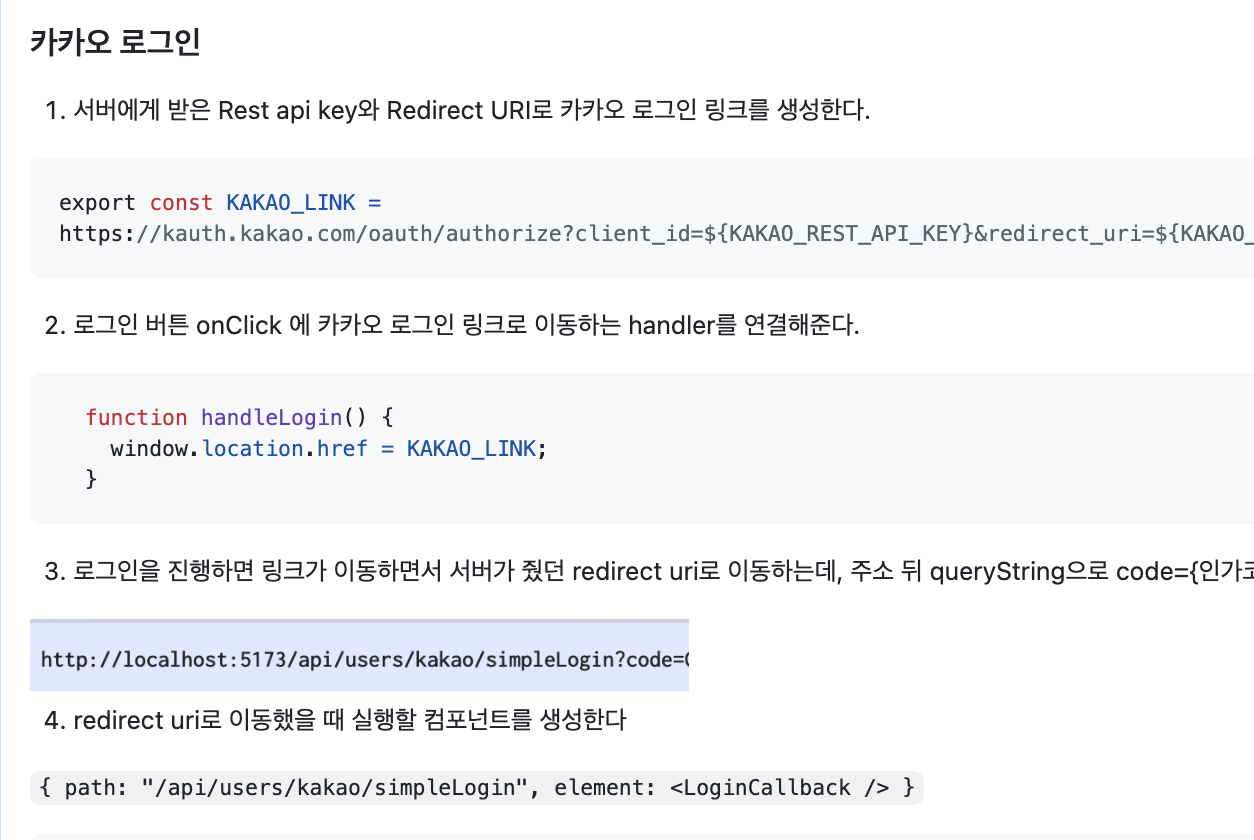 카카오 로그인
1. 서버에게 받은 Rest api key와 Redirect URI로 카카오 로그인 링크를 생성한다.
export const KAKAO_LINK =
https://kauth.kakao.com/oauth/authorize?client_id=${KAKAO_REST_API_KEY}&redirect_uri=${KAKAO_
2. 로그인 버튼 onClick 에 카카오 로그인 링크로 이동하는 handler를 연결해준다.
function handleLogin() {
window.location.href = KAKAO_LINK;
}
3. 로그인을 진행하면 링크가 이동하면서 서버가 줬던 redirect uri로 이동하는데, 주소 뒤 queryString으로 code={인가
http://localhost:5173/api/users/kakao/simpleLogin?code=
4. redirect uri로 이동했을 때 실행할 컴포넌트를 생성한다
{ path: "/api/users/kakao/simpleLogin", element: <LoginCallback /> }